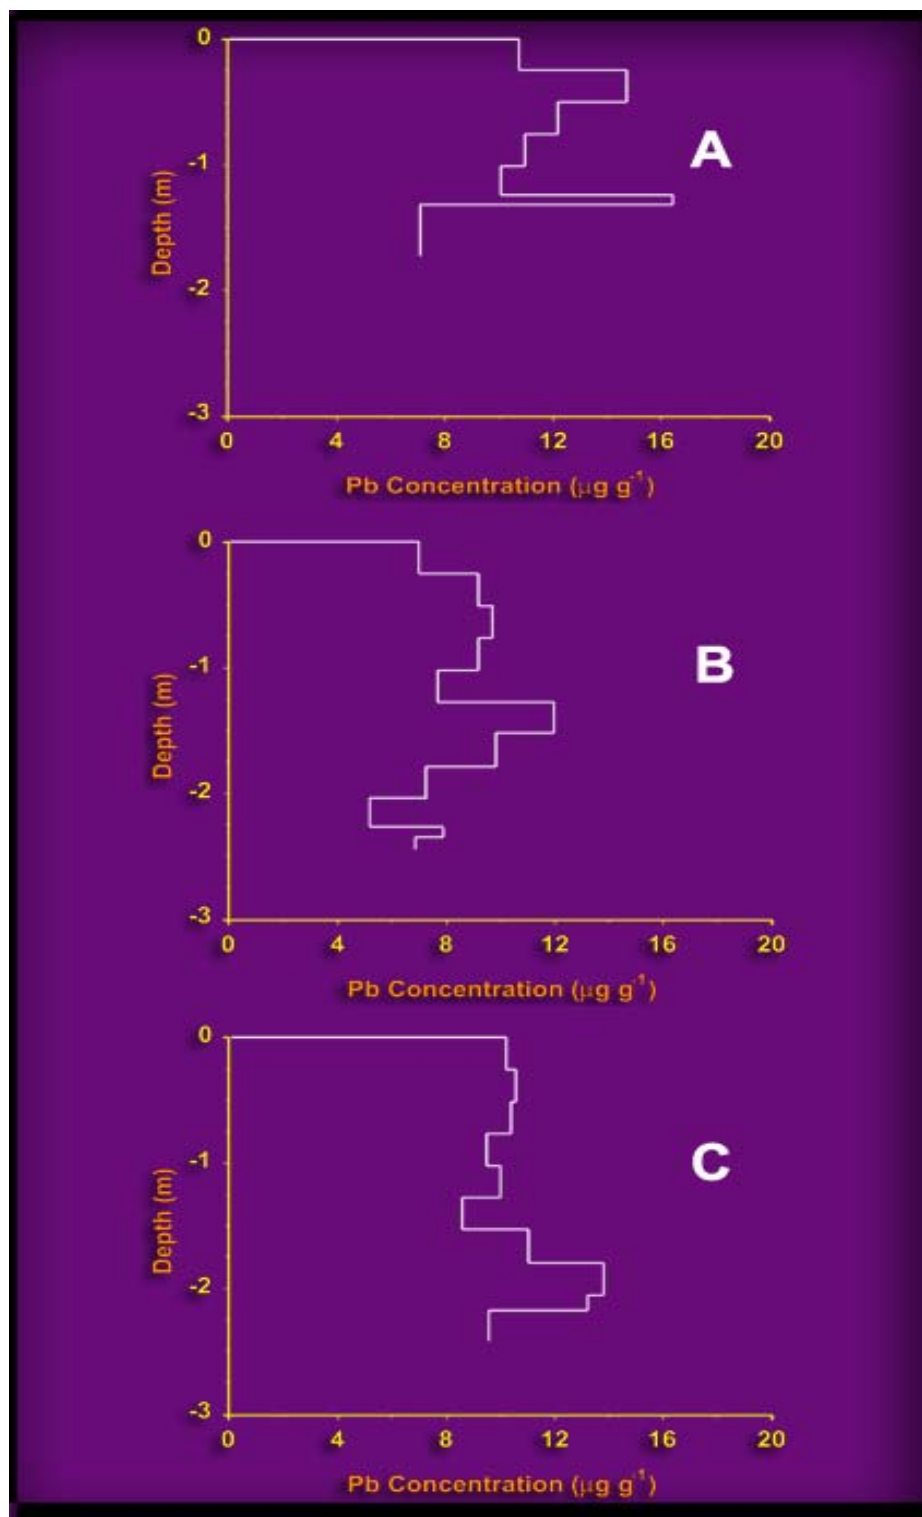 0
-1
-2
-3
Depth (m)
A
0 4 8 12 16 20
Pb Concentration (μg g-1)
0
-1
-2
-3
Depth (m)
B
0 4 8 12 16 20
Pb Concentration (μg g-1)
0
-1
-2
-3
Depth (m)
C
0 4 8 12 16 20
Pb Concentration (μg g-1)